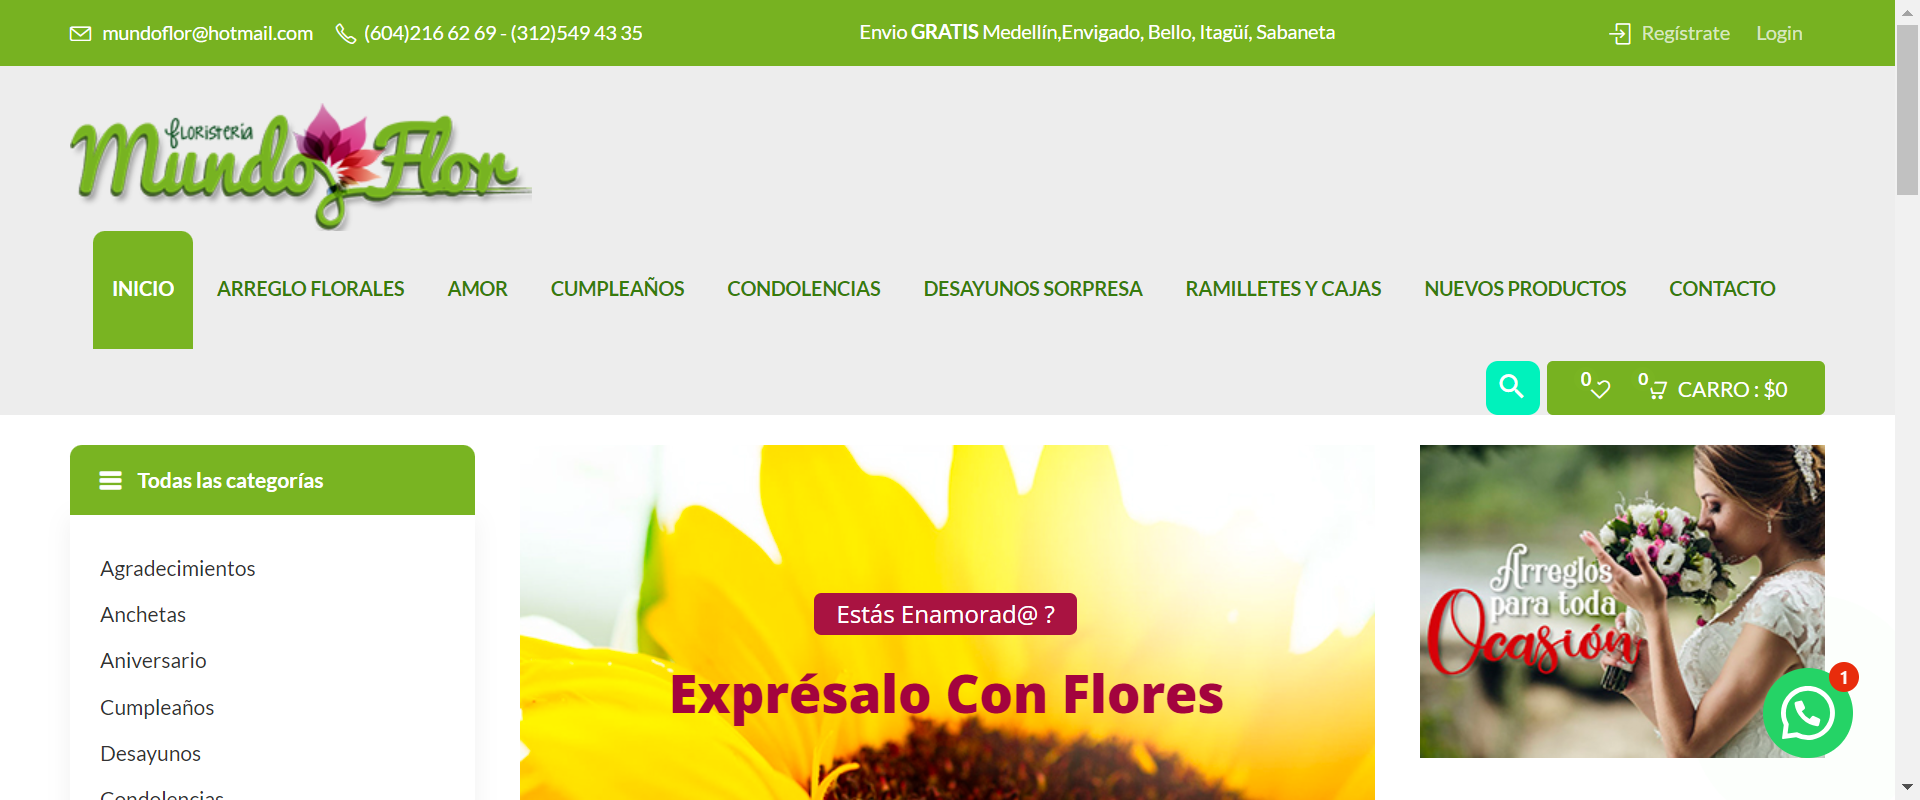 mundoflor@hotmail.com
(604)216 62 69 - (312)549 43 35
Envio GRATIS Medellín,Envigado, Bello, Itagüí, Sabaneta
Regístrate
Login
floristeria
Mundo Flor
INICIO
ARREGLO FLORALES
AMOR
CUMPLEAÑOS
CONDOLENCIAS
DESAYUNOS SORPRESA
RAMILLETES Y CAJAS
NUEVOS PRODUCTOS
CONTACTO
0
0
CARRO : $0
Todas las categorías
Agradecimientos
Anchetas
Aniversario
Cumpleaños
Desayunos
Condolencias
Estás Enamorad@ ?
Exprésalo Con Flores
Arreglos
para toda
Ocasión
1